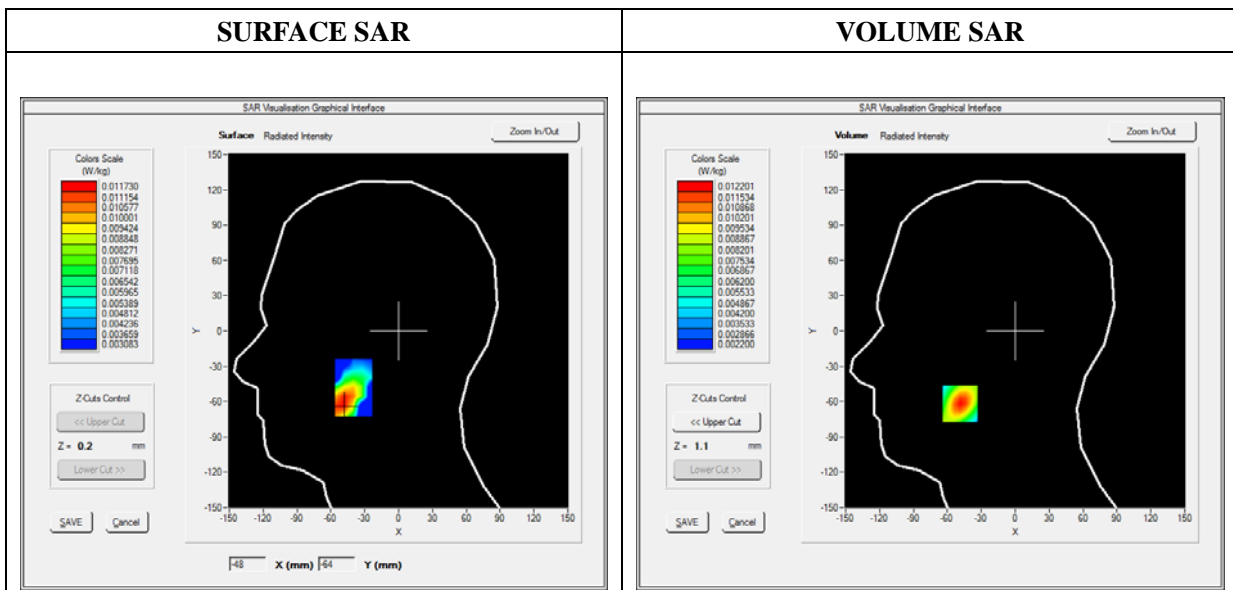 SURFACE SAR
VOLUME SAR
SAR Visualisation Graphical Interface
Surface Radiated Intensity
Zoom In/Out
Colors Scale
(W/kg)
0.011730
0.011154
0.010577
0.010001
0.009424
0.008848
0.008271
0.007695
0.007118
0.006542
0.005965
0.005389
0.004812
0.004236
0.003659
0.003083
150
120
90
60
30
0
-30
-60
-90
-120
-150
Y
-150 -120 -90 -60 -30 0 30 60 90 120 150
X
Z-Cuts Control
<< Upper Cut
Z = 0.2 mm
Lower Cut >>
SAVE Cancel
-48 X (mm) -64 Y (mm)
SAR Visualisation Graphical Interface
Volume Radiated Intensity
Zoom In/Out
Colors Scale
(W/kg)
0.012201
0.011534
0.010868
0.010201
0.009534
0.008867
0.008201
0.007534
0.006867
0.006200
0.005533
0.004867
0.004200
0.003533
0.002866
0.002200
150
120
90
60
30
0
-30
-60
-90
-120
-150
Y
-150 -120 -90 -60 -30 0 30 60 90 120 150
X
Z-Cuts Control
<< Upper Cut
Z = 1.1 mm
Lower Cut >>
SAVE Cancel